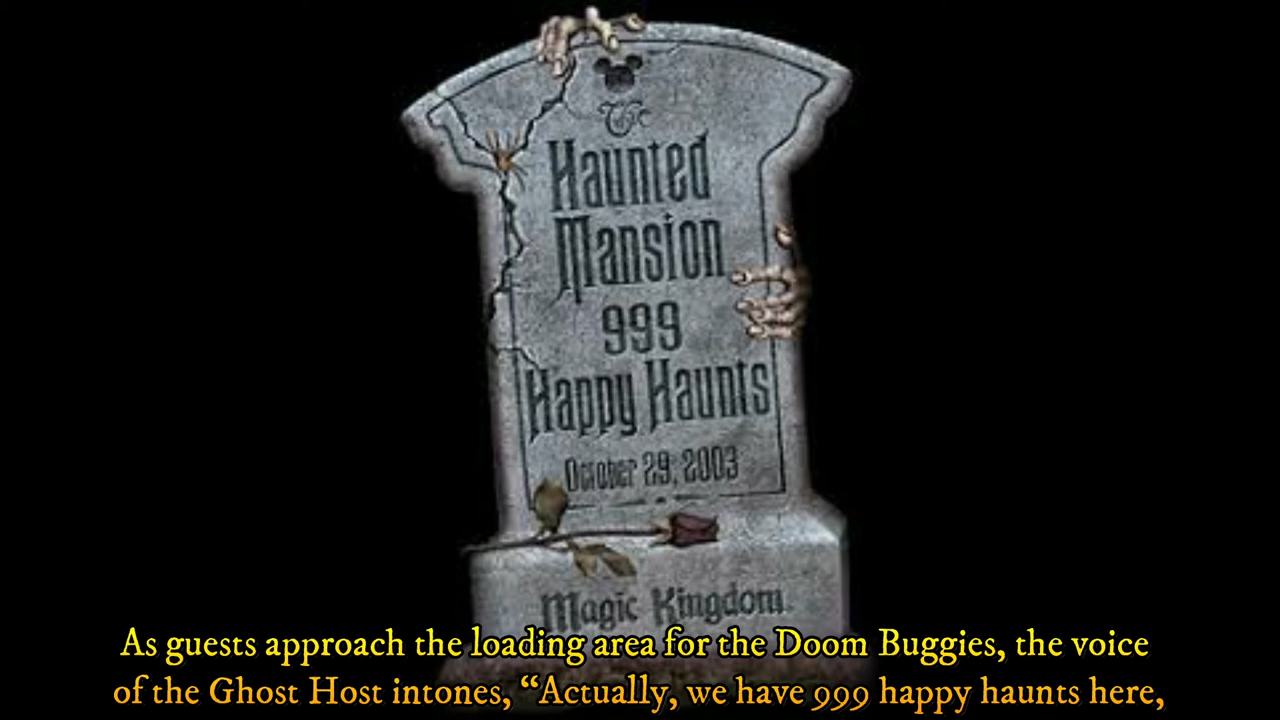 The
Haunted
Mansion
999
Happy Haunts
October 29, 2003
Magic Kingdom
As guests approach the loading area for the Doom Buggies, the voice
of the Ghost Host intones, “Actually, we have 999 happy haunts here,